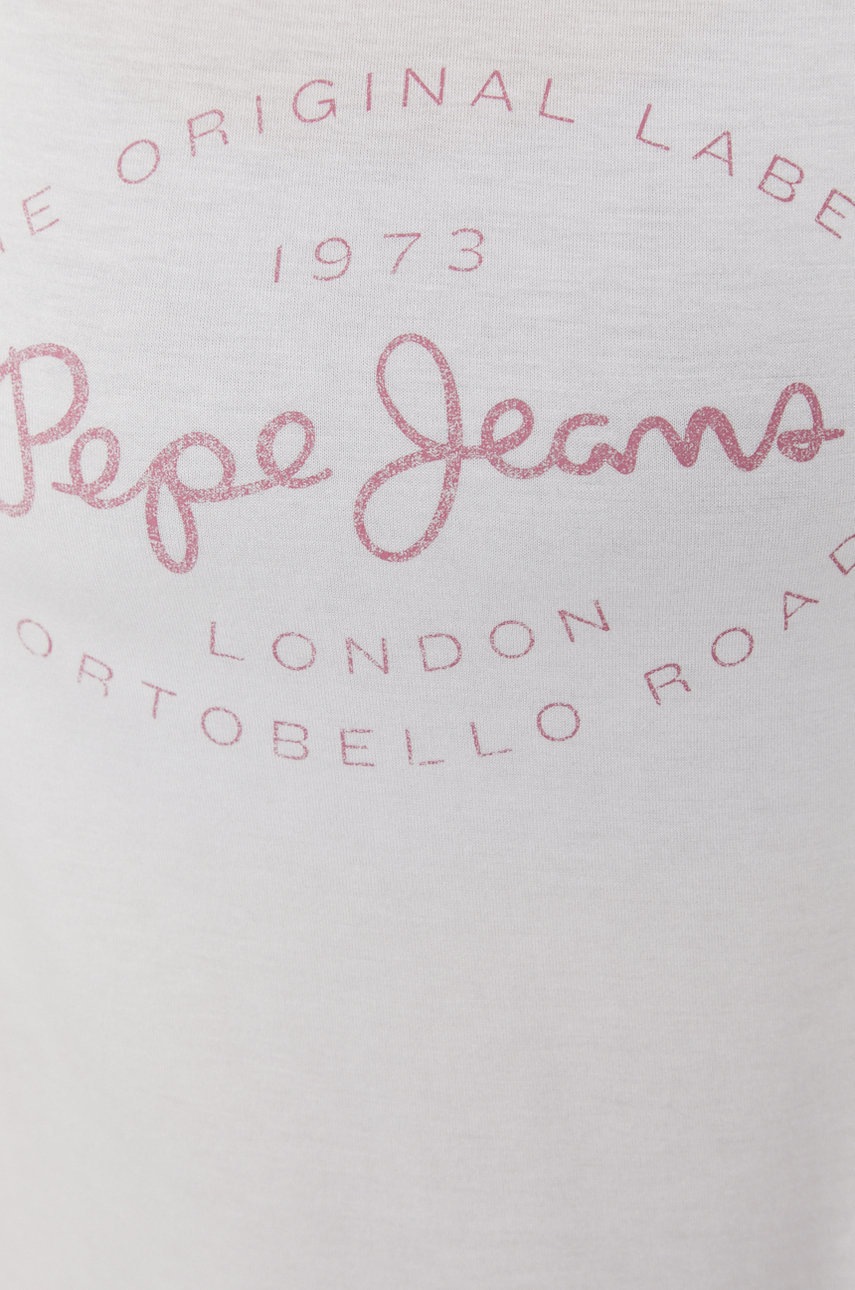 HE ORIGINAL LABE
1973
Pepe Jeans
LONDON
ORTOBELLO ROAD